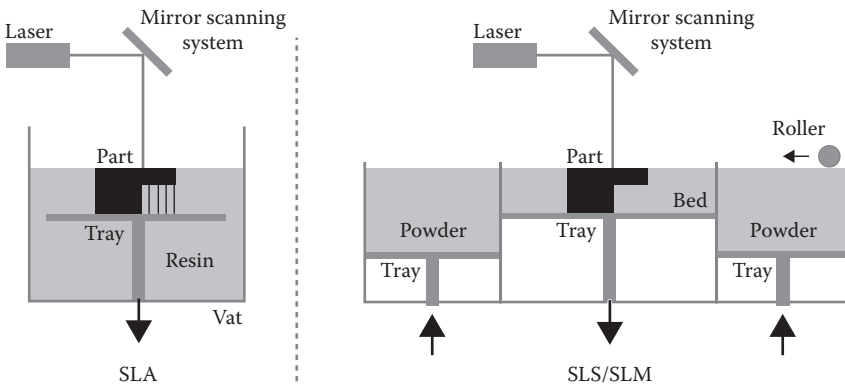 Laser
Mirror scanning
system
Part
Tray
Resin
Vat
SLA
Laser
Mirror scanning
system
Roller
Part
Bed
Powder
Tray
Powder
Tray
Tray
SLS/SLM